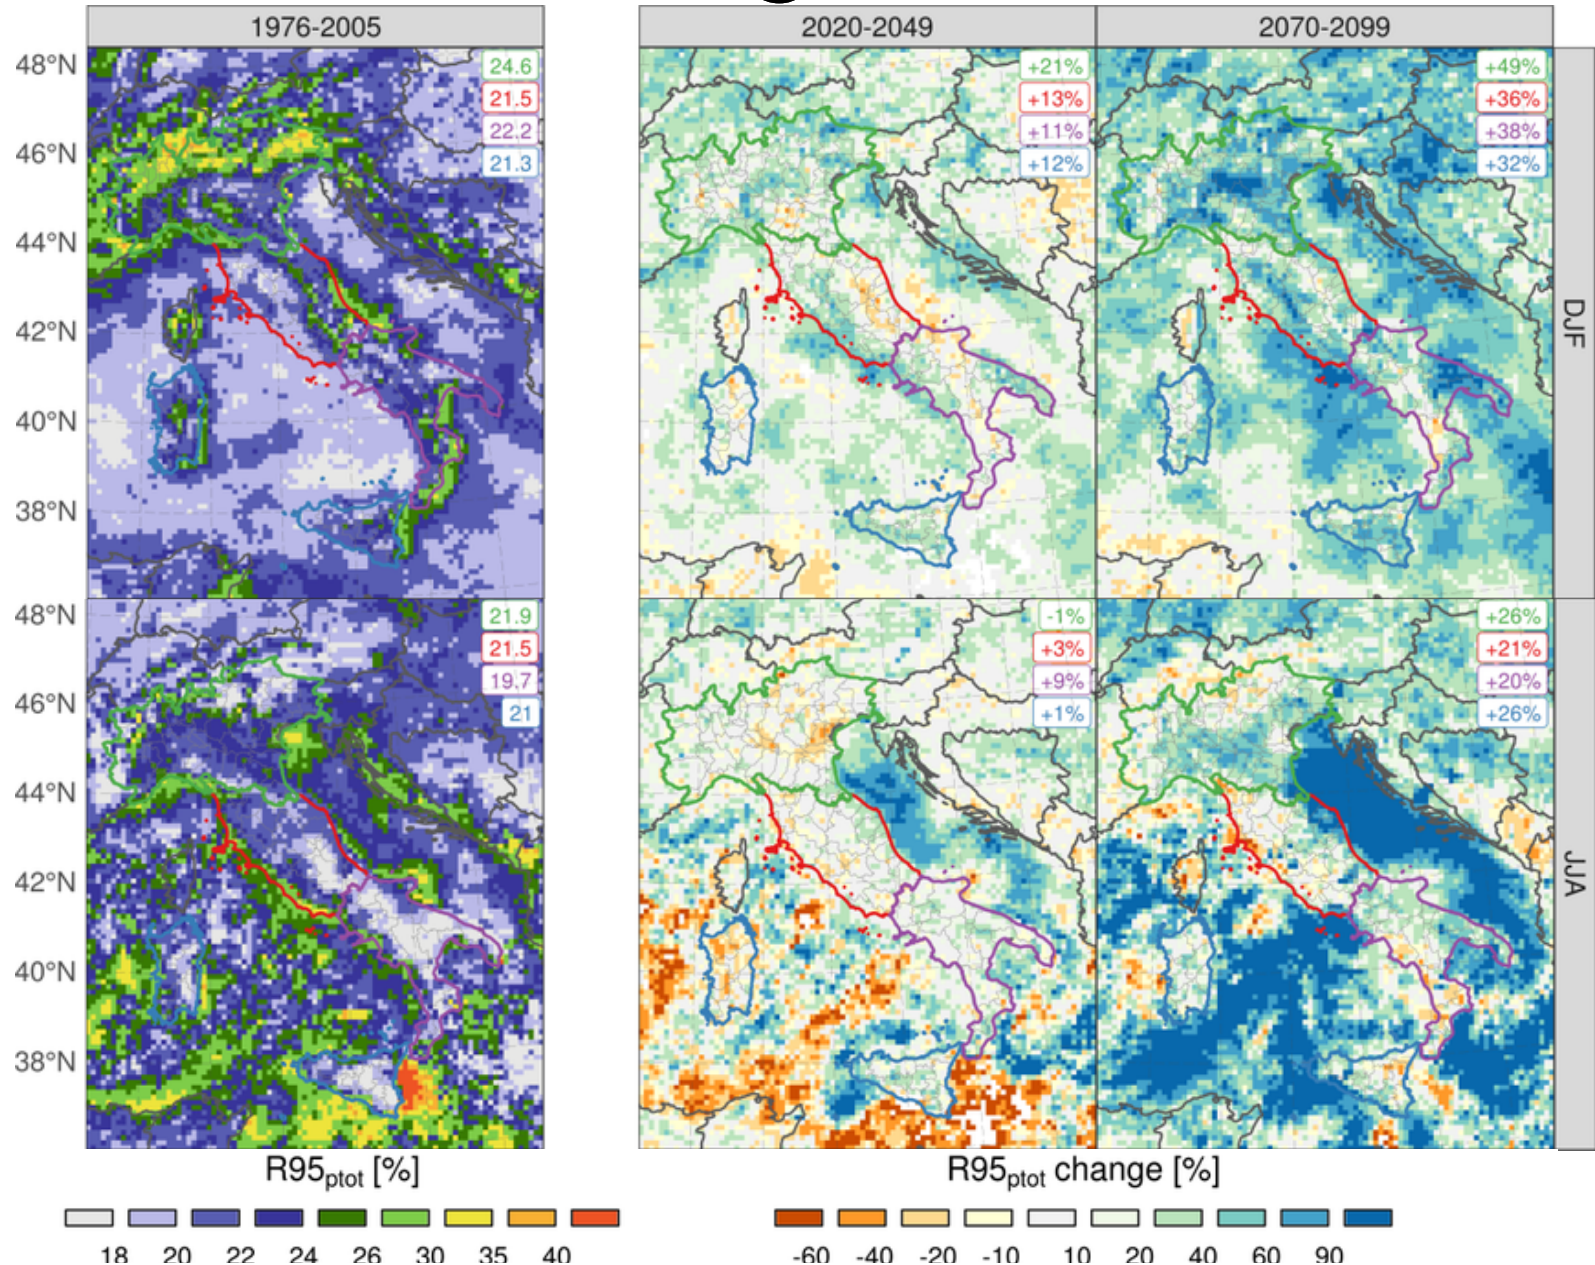 1976-2005
2020-2049
2070-2099
48°N
46°N
44°N
42°N
40°N
38°N
24.6
21.5
22.2
21.3
+21%
+13%
+11%
+12%
+49%
+36%
+38%
+32%
DJF
48°N
46°N
44°N
42°N
40°N
38°N
21.9
21.5
19.7
21
-1%
+3%
+9%
+1%
+26%
+21%
+20%
+26%
JJA
R95ptot [%]
18 20 22 24 26 30 35 40
R95ptot change [%]
-60 -40 -20 -10 10 20 40 60 90